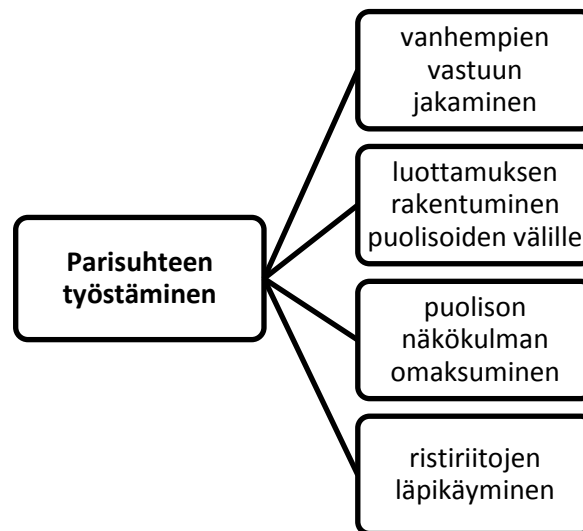 vanhempien
vastuun
jakaminen
luottamuksen
rakentuminen
puolisoiden välille
Parisuhteen
työstäminen
puolison
näkökulman
omaksuminen
ristiriitojen
läpikäyminen